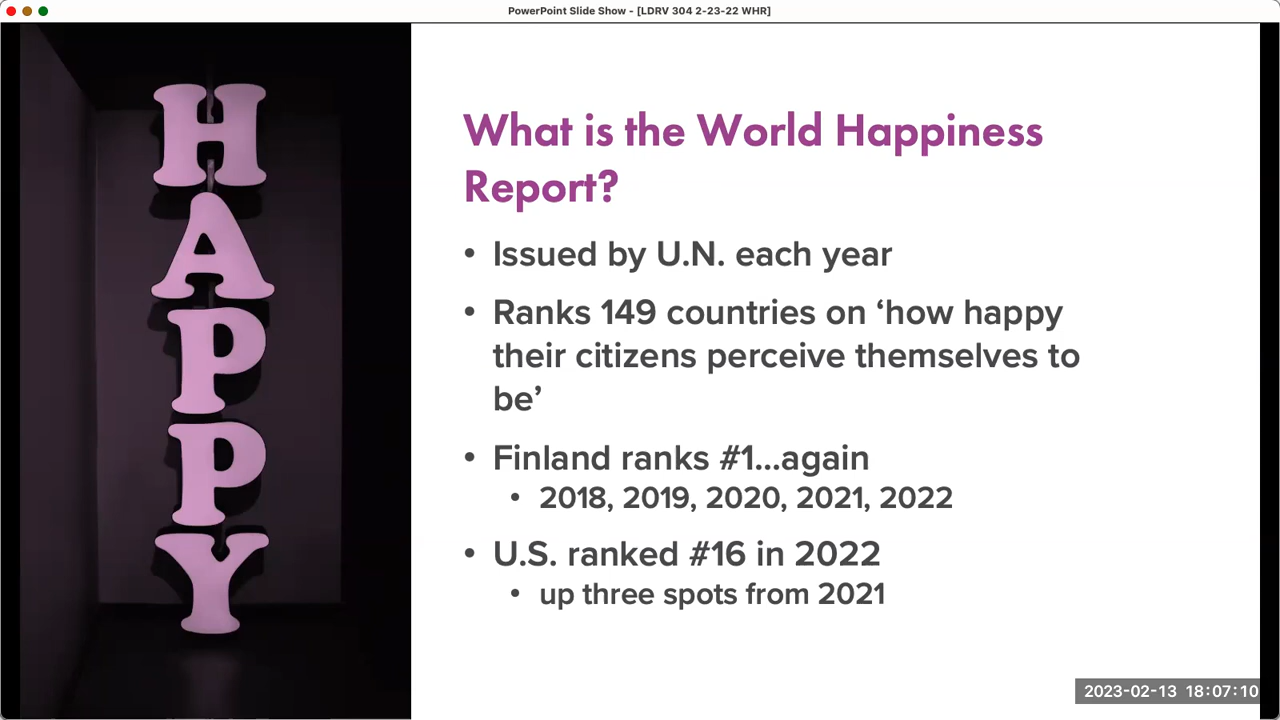 PowerPoint Slide Show - [LDRV 304 2-23-22 WHR]
H
A
P
P
Y
What is the World Happiness
Report?
• Issued by U.N. each year
• Ranks 149 countries on ‘how happy
their citizens perceive themselves to
be’
• Finland ranks #1...again
• 2018, 2019, 2020, 2021, 2022
• U.S. ranked #16 in 2022
• up three spots from 2021
2023-02-13 18:07:10